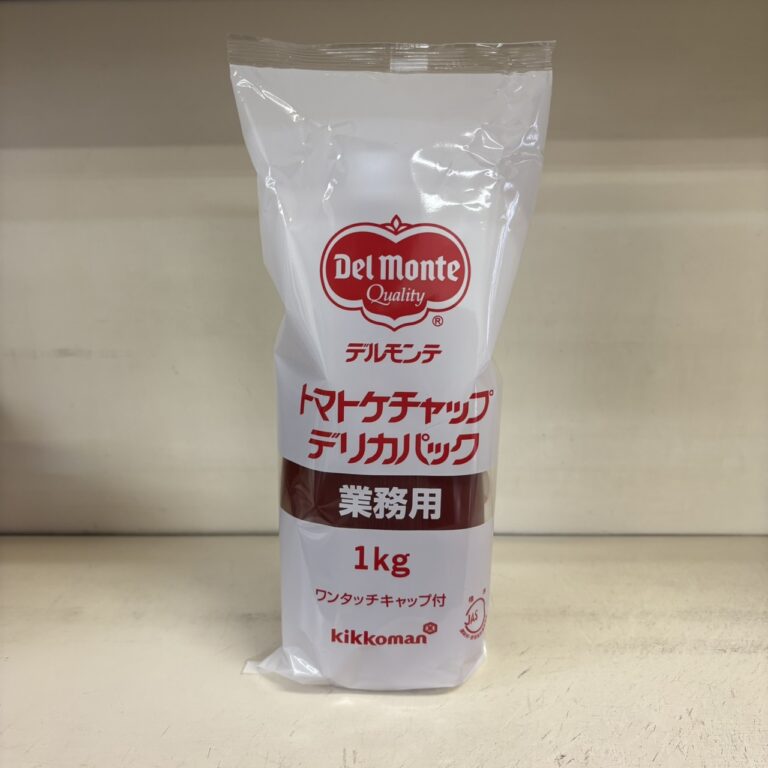 Del Monte
Quality
®
デルモンテ
トマトケチャップ
デリカパック
業務用
1kg
ワンタッチキャップ付
JAS
kikkoman